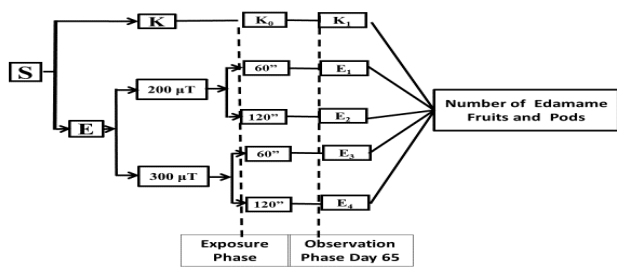 K
K₀
K₁
S
200 µT
60”
E₁
120”
E₂
E
300 µT
60”
E₃
120”
E₄
Number of Edamame
Fruits and Pods
Exposure
Phase
Observation
Phase Day 65